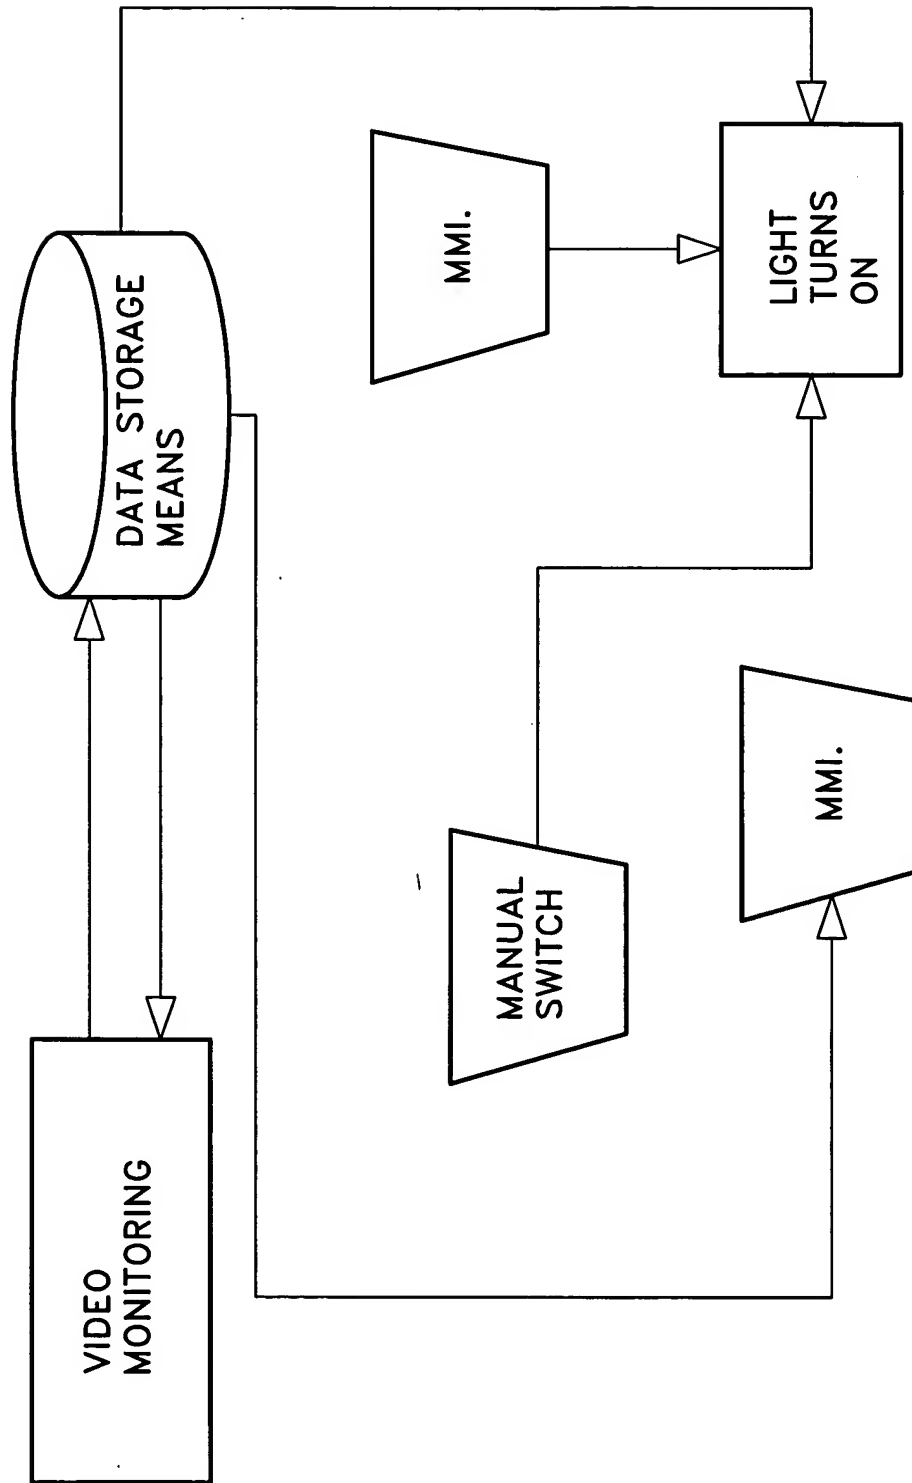 VIDEO
MONITORING
DATA STORAGE
MEANS
MANUAL
SWITCH
MMI.
MMI.
LIGHT
TURNS
ON